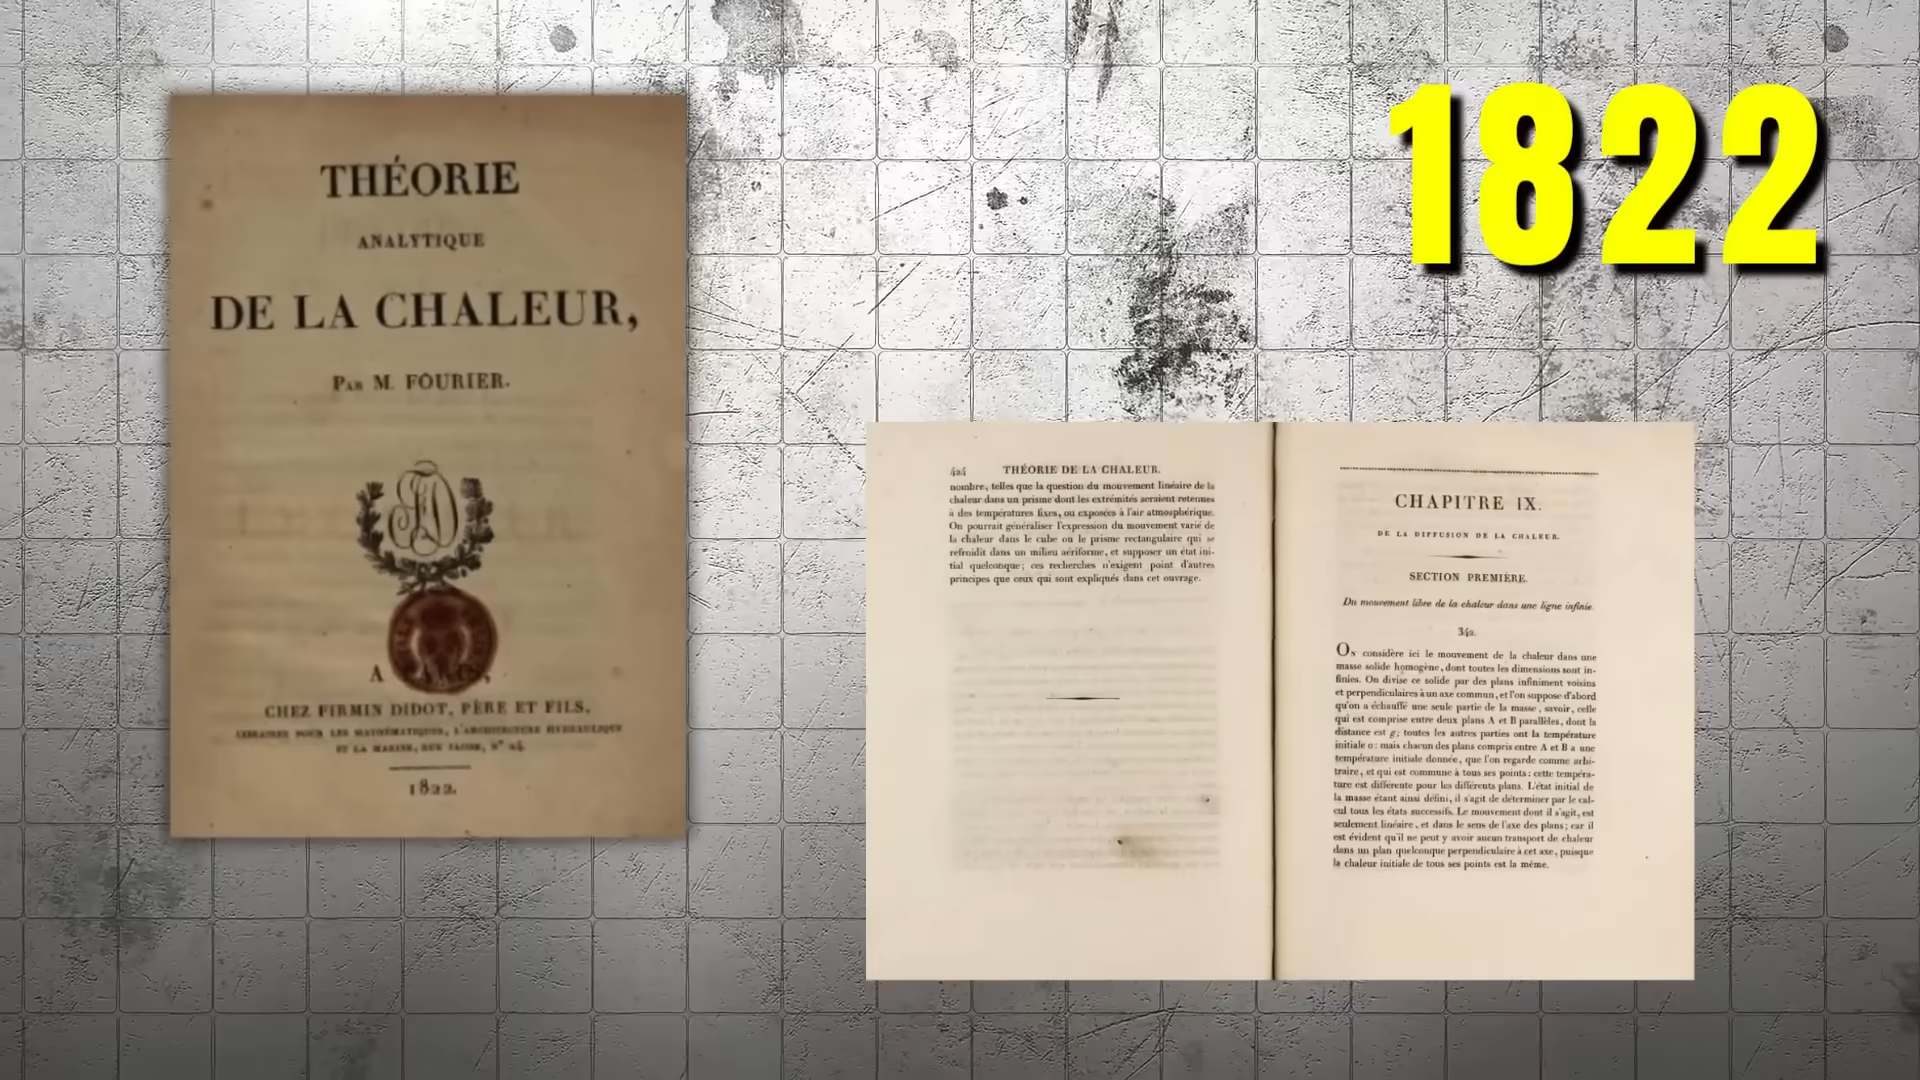 THÉORIE
ANALYTIQUE
DE LA CHALEUR,
PAR M. FOURIER.
A
CHEZ FIRMIN DIDOT, PÈRE ET FILS,
LIBRAIRES POUR LES MATHÉMATIQUES, L'ARCHITECTURE HYDRAULIQUE
ET LA MARINE, RUE JACOB, N° 24.
1822.
1822
424 THÉORIE DE LA CHALEUR.
nombre, telles que la question du mouvement linéaire de la
chaleur dans un prisme dont les extrémités seraient retenues
à des températures fixes, ou exposées à l'air atmosphérique.
On pourrait généraliser l'expression du mouvement varié de
la chaleur dans le cube ou le prisme rectangulaire qui se
refroidit dans un milieu aériforme, et supposer un état ini-
tial quelconque; ces recherches n'exigent point d'autres
principes que ceux qui sont expliqués dans cet ouvrage.
CHAPITRE IX.
DE LA DIFFUSION DE LA CHALEUR.
SECTION PREMIÈRE.
Du mouvement libre de la chaleur dans une ligne infinie.
342.
ON considère ici le mouvement de la chaleur dans une
masse solide homogène, dont toutes les dimensions sont in-
finies. On divise ce solide par des plans infiniment voisins
et perpendiculaires à un axe commun, et l'on suppose d'abord
qu'on a échauffé une seule partie de la masse, savoir, celle
qui est comprise entre deux plans A et B parallèles, dont la
distance est g; toutes les autres parties ont la température
initiale o: mais chacun des plans compris entre A et B a une
température initiale donnée, que l'on regarde comme arbi-
traire, et qui est commune à tous ses points: cette tempéra-
ture est différente pour les différents plans. L'état initial de
la masse étant ainsi défini, il s'agit de déterminer par le cal-
cul tous les états successifs. Le mouvement dont il s'agit, est
seulement linéaire, et dans le sens de l'axe des plans; car il
est évident qu'il ne peut y avoir aucun transport de chaleur
dans un plan quelconque perpendiculaire à cet axe, puisque
la chaleur initiale de tous ses points est la même.